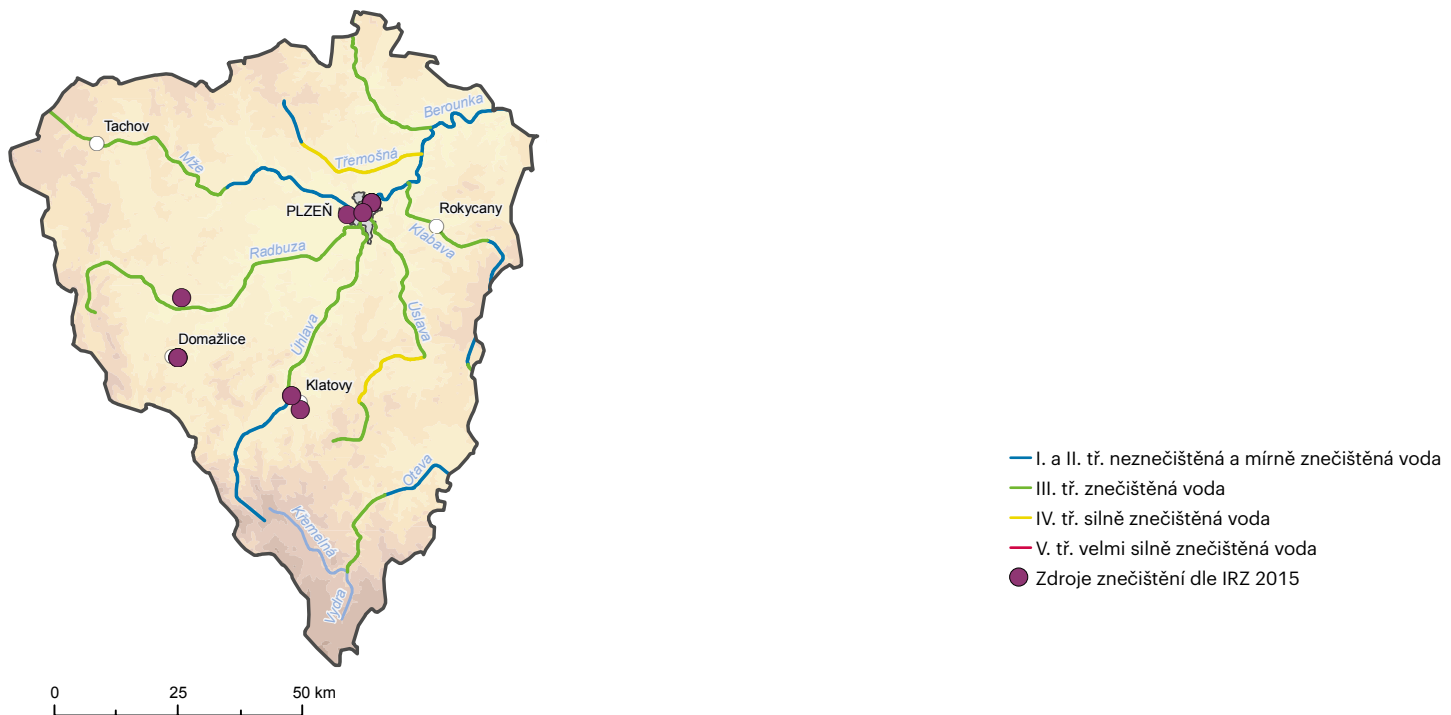 Berounka
Tachov
Třemošná
Mže
PLZEŇ
Rokycany
Klabava
Radbuza
Úslava
Úhlava
Domažlice
Klatovy
Otava
Křemelná
Vydra
I. a II. tř. neznečištěná a mírně znečištěná voda
III. tř. znečištěná voda
IV. tř. silně znečištěná voda
V. tř. velmi silně znečištěná voda
Zdroje znečištění dle IRZ 2015
0 25 50 km